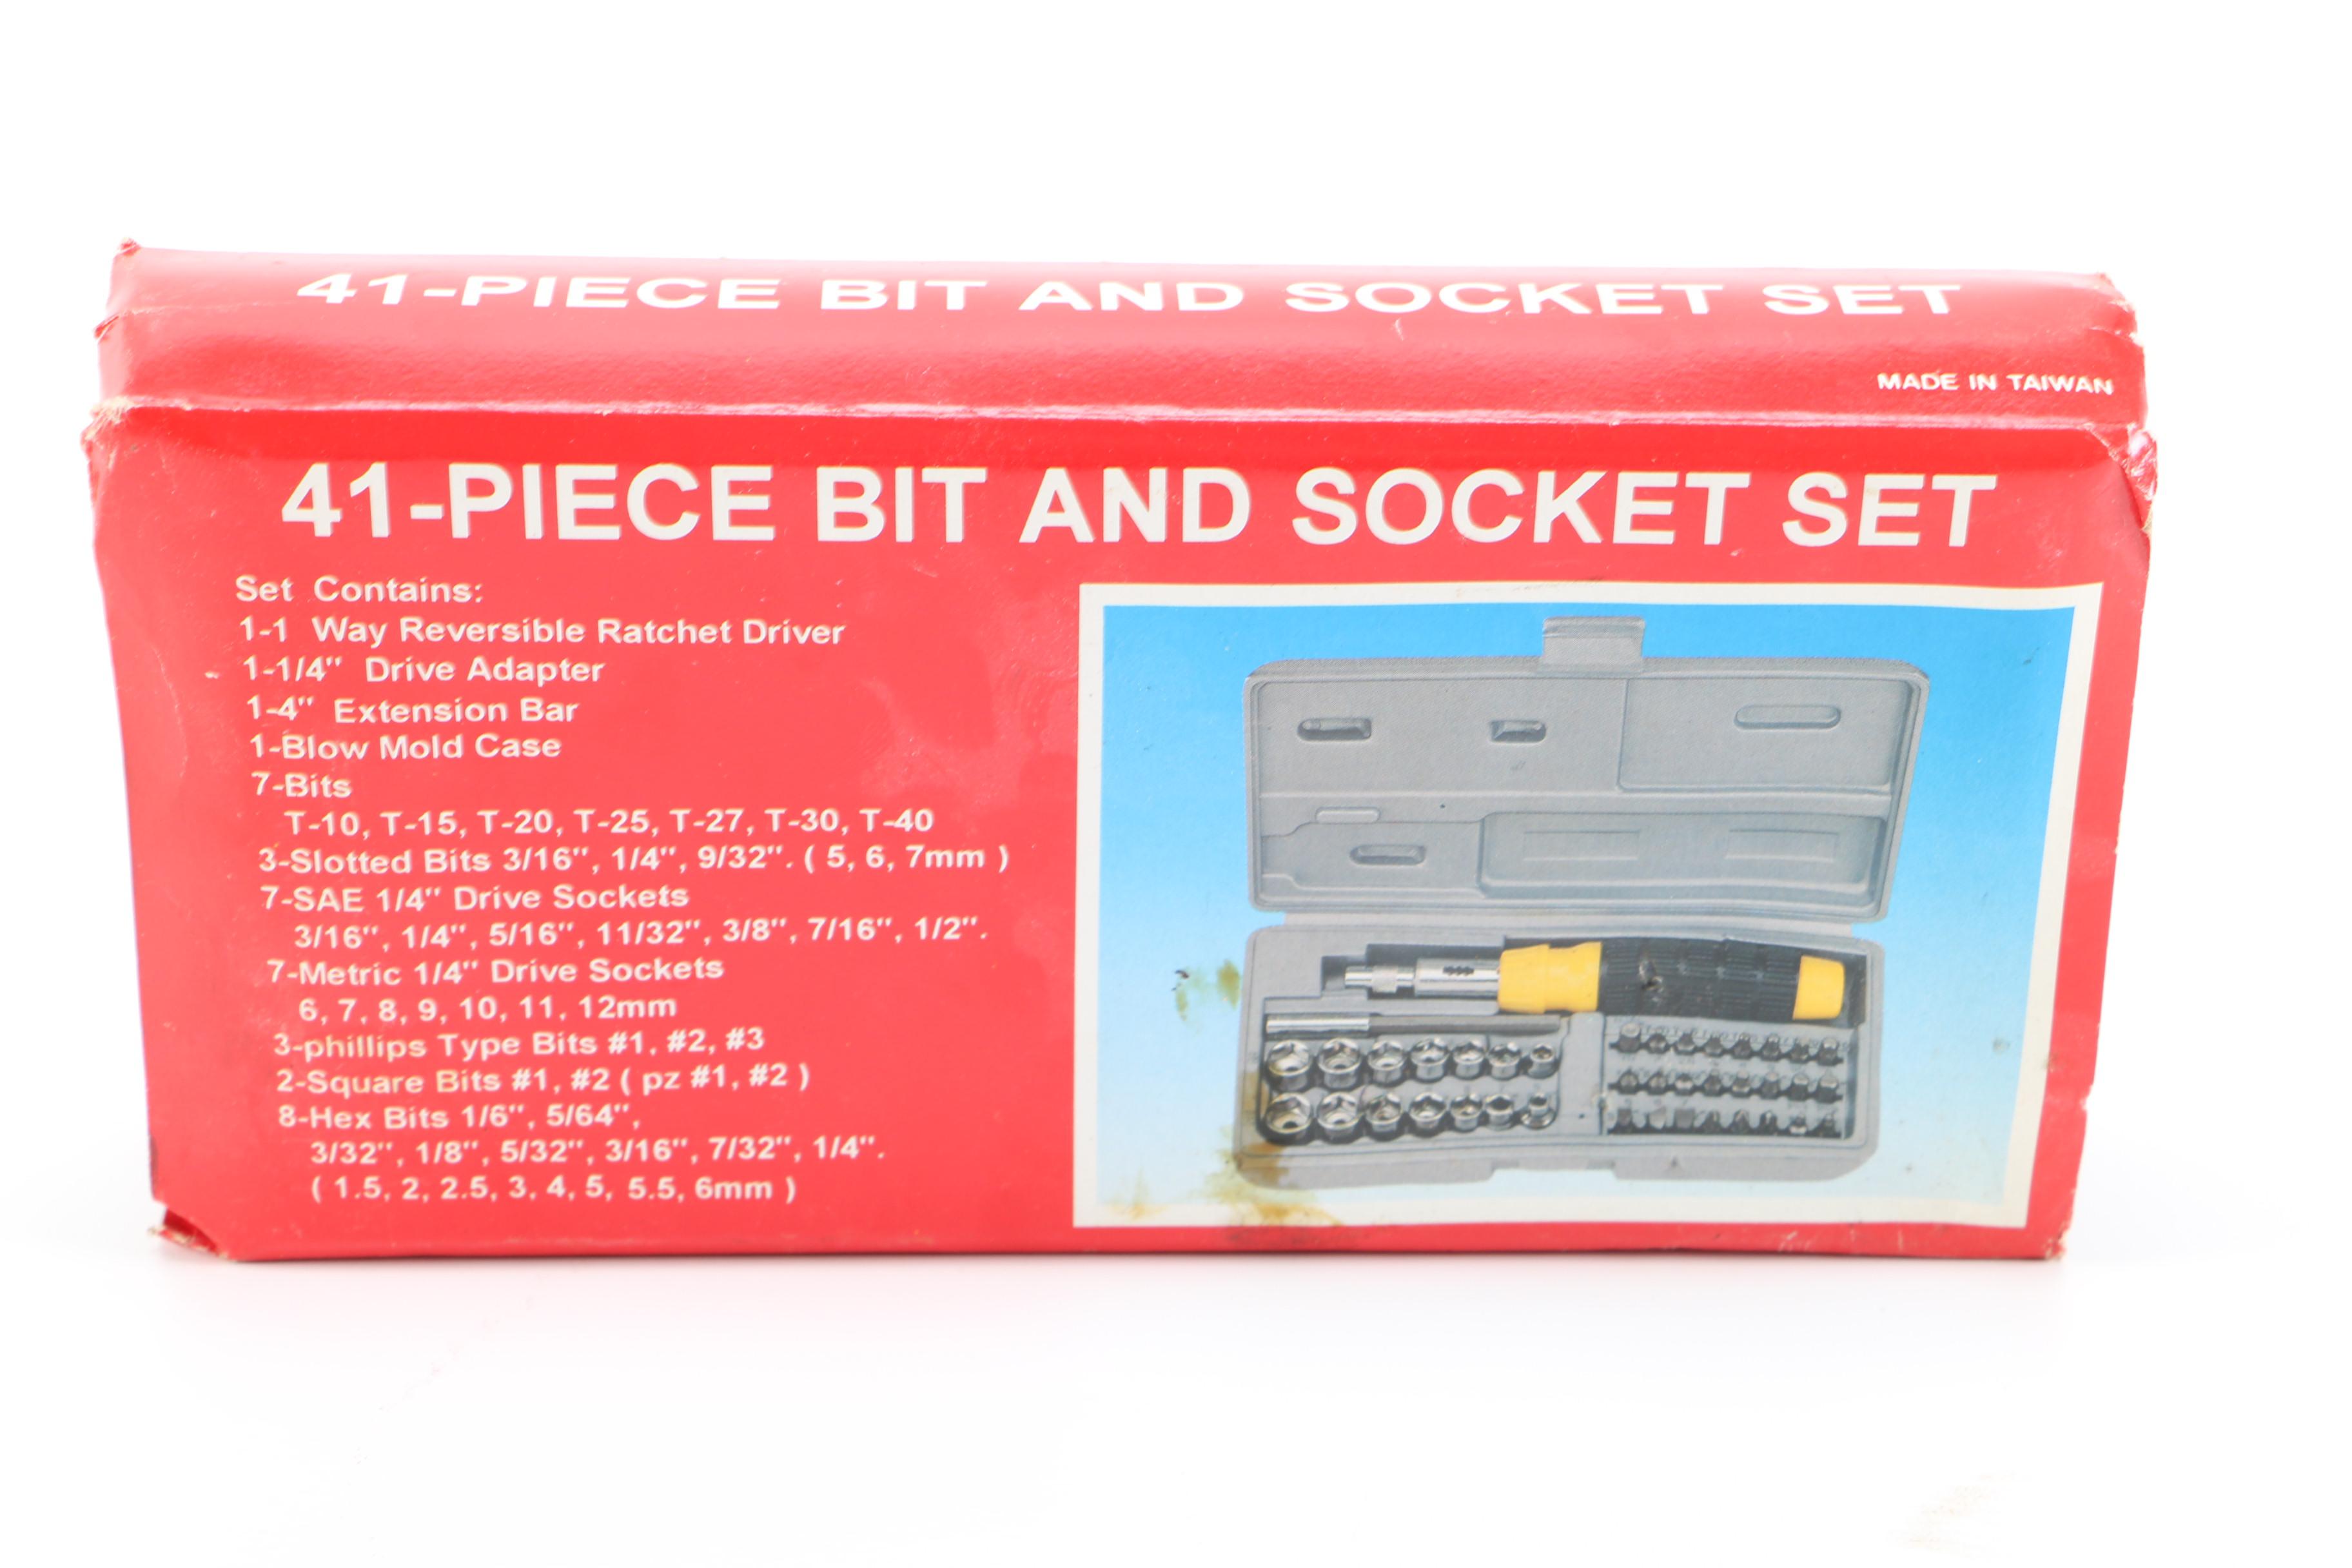 41-PIECE BIT AND SOCKET SET
MADE IN TAIWAN
41-PIECE BIT AND SOCKET SET
Set Contains:
1-1 Way Reversible Ratchet Driver
1-1/4" Drive Adapter
1-4" Extension Bar
1-Blow Mold Case
7-Bits
T-10, T-15, T-20, T-25, T-27, T-30, T-40
3-Slotted Bits 3/16", 1/4", 9/32". ( 5, 6, 7mm )
7-SAE 1/4" Drive Sockets
3/16", 1/4", 5/16", 11/32", 3/8", 7/16", 1/2".
7-Metric 1/4" Drive Sockets
6, 7, 8, 9, 10, 11, 12mm
3-phillips Type Bits #1, #2, #3
2-Square Bits #1, #2 ( pz #1, #2 )
8-Hex Bits 1/6", 5/64",
3/32", 1/8", 5/32", 3/16", 7/32", 1/4".
( 1.5, 2, 2.5, 3, 4, 5, 5.5, 6mm )